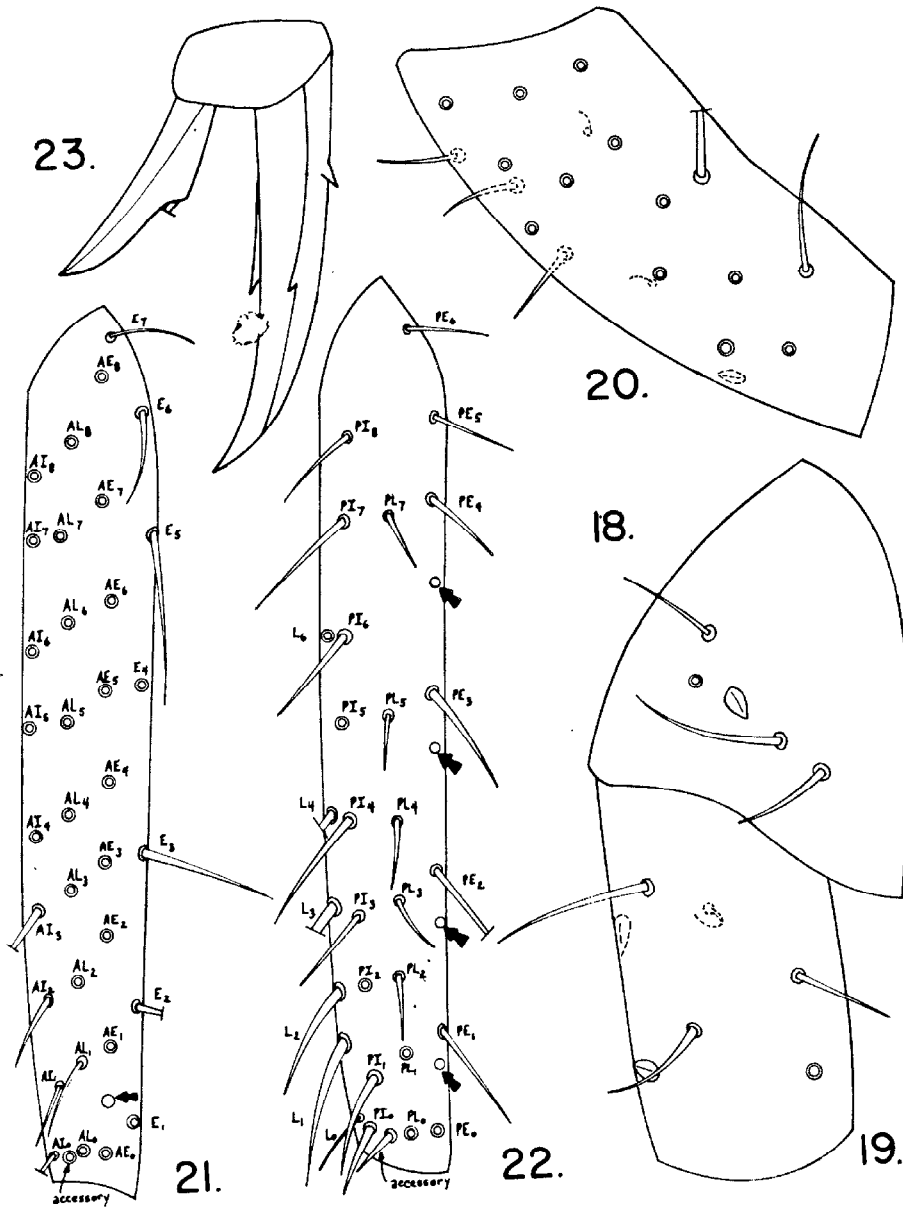 23.
20.
18.
19.
21.
E7
AE8
E6
AL8
AI8
AE7
AI7
AL7
E5
AE6
AL6
AI6
AE5
E4
AI5
AL5
AE4
AL4
AI4
AE3
E3
AL3
AI3
AE2
AL2
AI2
E2
AE1
AL1
AI1
E1
AI0
AL0
AE0
accessory
22.
PE6
PE5
PI8
PE4
PI7
PL7
L6
PI6
PE3
PI5
PL5
L4
PI4
PL4
PE2
L3
PI3
PL3
PI2
PL2
L2
PE1
PL1
L1
PI1
L0
PI0
PL0
PE0
accessory